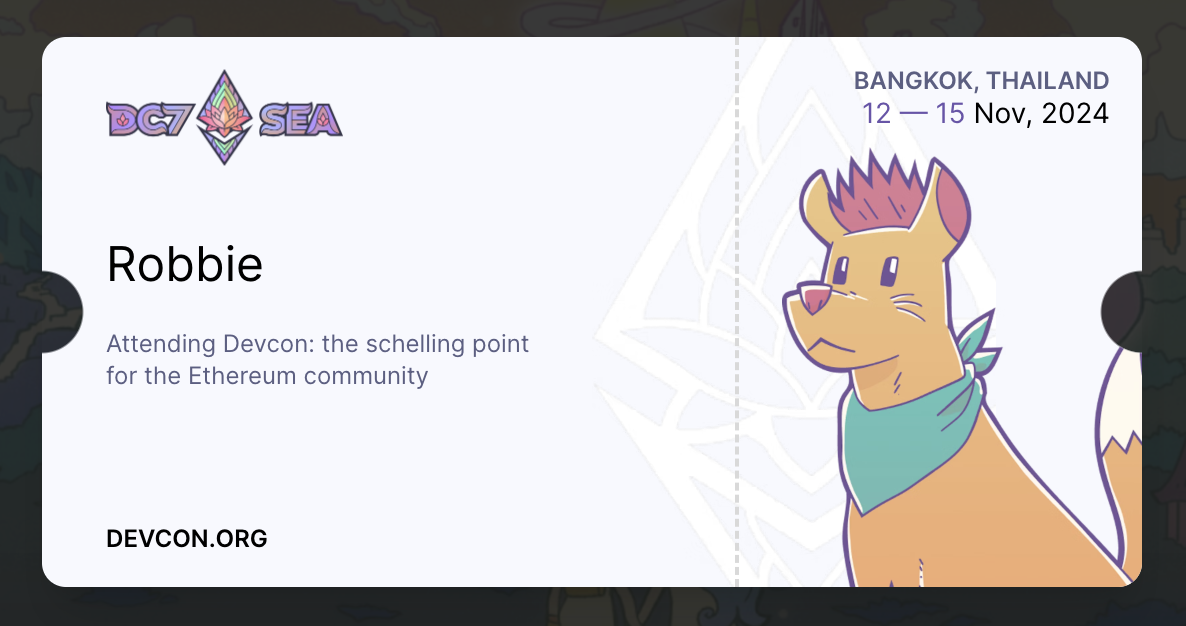 DC7 SEA
BANGKOK, THAILAND
12 — 15 Nov, 2024
Robbie
Attending Devcon: the schelling point
for the Ethereum community
DEVCON.ORG